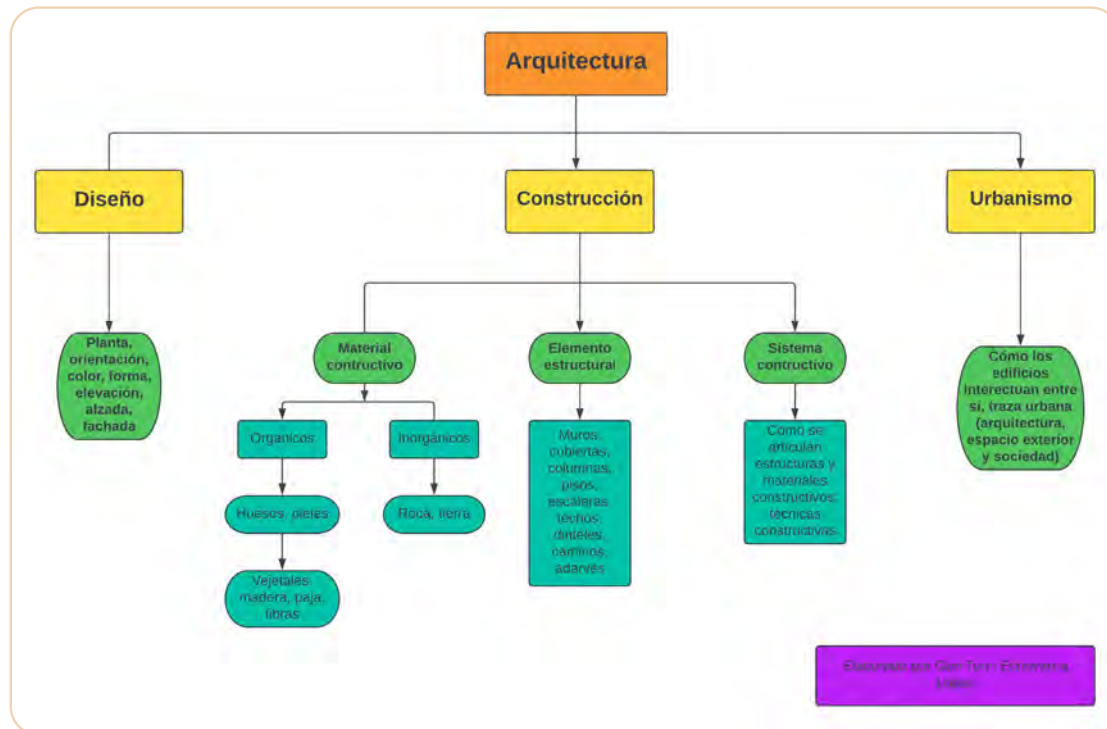 Arquitectura
Diseño
Construcción
Urbanismo
Planta,
orientación,
color, forma,
elevación,
alzada,
fachada
Material
contructivo
Elemento
estructural
Sistema
contructivo
Cómo los
edificios
interectuan entre
sí, traza urbana
(arquitectura,
espacio exterior
y sociedad)
Orgánicos
Inorgánicos
Muros,
cubiertas,
columnas,
pisos,
escaleras,
techos,
dinteles,
caminos,
adarves
Como se
articulan
estructuras y
materiales
constructivos,
técnicas
constructivas
Huesos, pieles
Roca, tierra
Vejetales:
madera, paja,
fibras